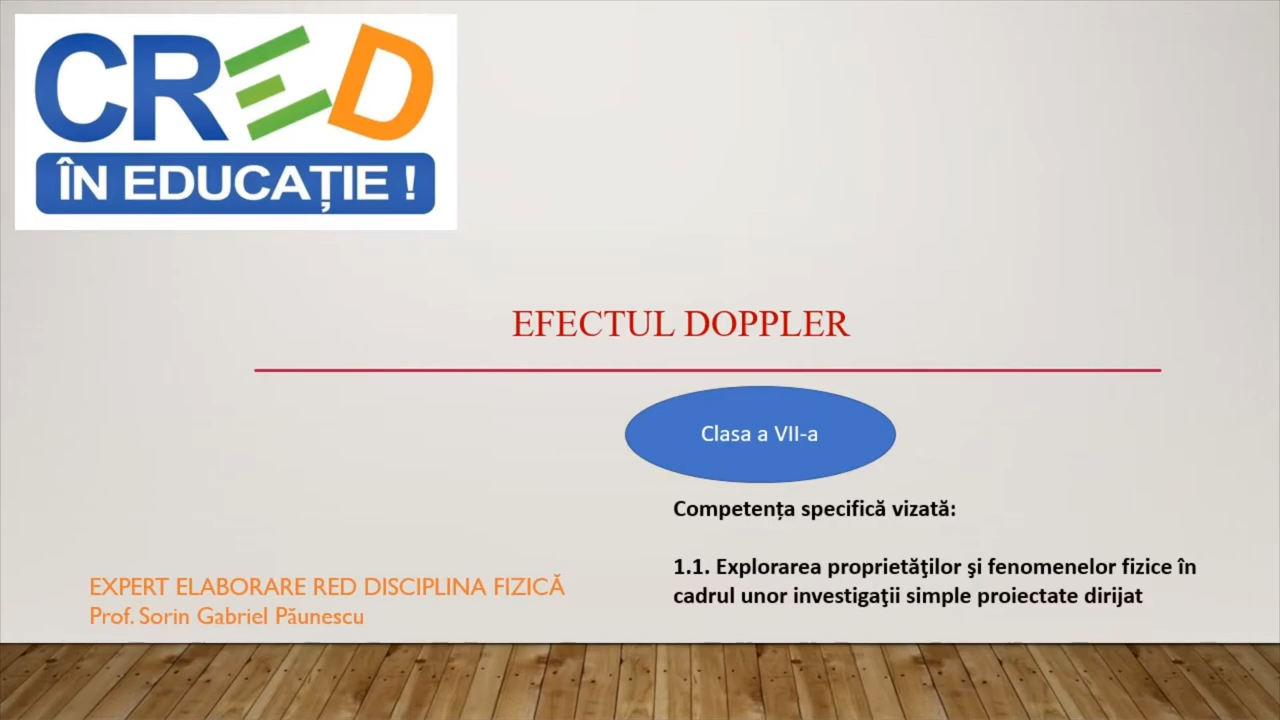 CRED
ÎN EDUCAȚIE !
EFECTUL DOPPLER
Clasa a VII-a
Competența specifică vizată:
1.1. Explorarea proprietăţilor şi fenomenelor fizice în
cadrul unor investigaţii simple proiectate dirijat
EXPERT ELABORARE RED DISCIPLINA FIZICĂ
Prof. Sorin Gabriel Păunescu